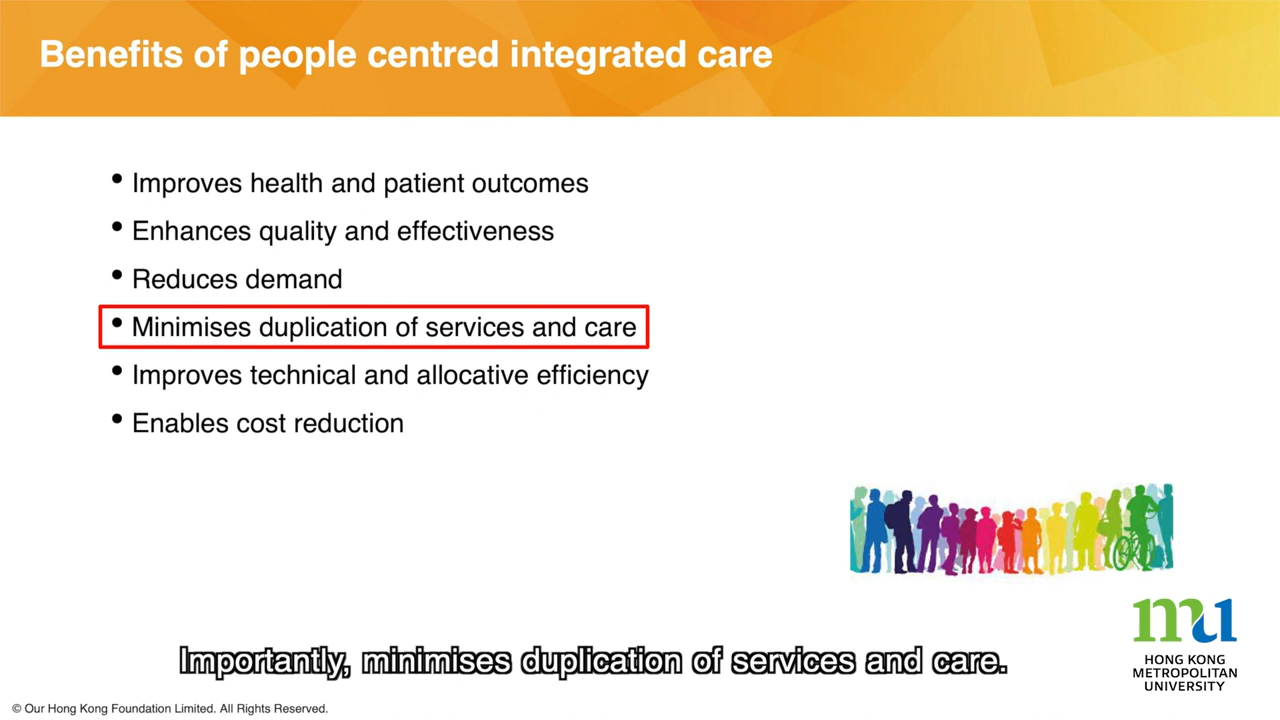 Benefits of people centred integrated care
• Improves health and patient outcomes
• Enhances quality and effectiveness
• Reduces demand
• Minimises duplication of services and care
• Improves technical and allocative efficiency
• Enables cost reduction
mu
HONG KONG
METROPOLITAN
UNIVERSITY
Importantly, minimises duplication of services and care.
© Our Hong Kong Foundation Limited. All Rights Reserved.